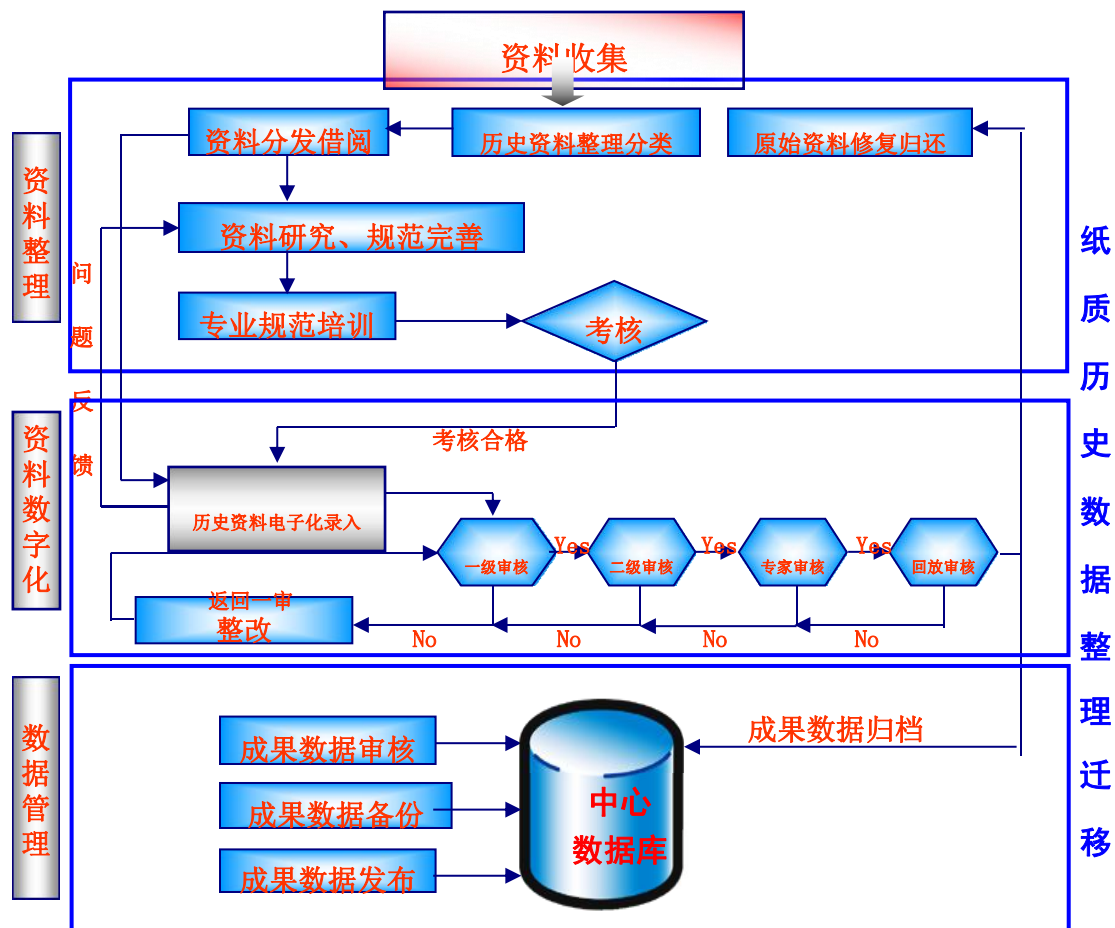 资料收集
资料分发借阅
历史资料整理分类
原始资料修复归还
资料整理
资料研究、规范完善
问题反馈
专业规范培训
考核
纸质历史数据整理迁移
资料数字化
考核合格
历史资料电子化录入
一级审核
Yes
二级审核
Yes
专家审核
Yes
回放审核
返回一审
整改
No
No
No
No
数据管理
成果数据审核
成果数据归档
成果数据备份
中心
数据库
成果数据发布